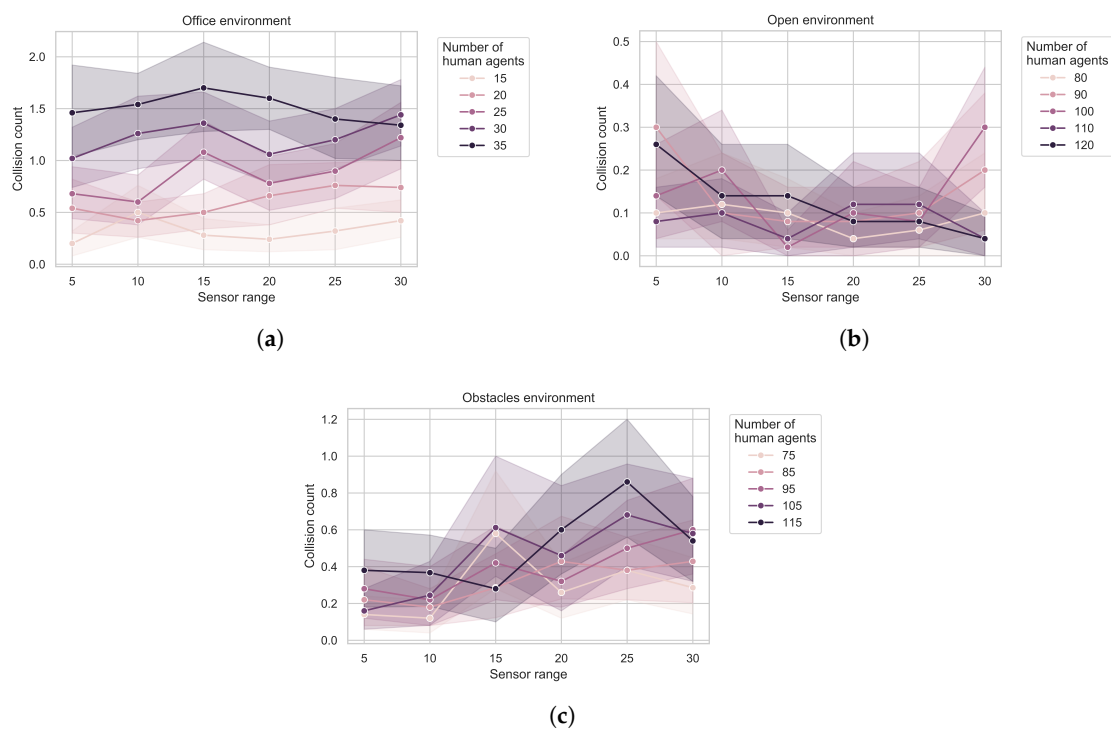 Office environment
2.0
1.5
1.0
0.5
0.0
Collision count
5 10 15 20 25 30
Sensor range
Number of
human agents
15
20
25
30
35
(a)
Open environment
0.5
0.4
0.3
0.2
0.1
0.0
Collision count
5 10 15 20 25 30
Sensor range
Number of
human agents
80
90
100
110
120
(b)
Obstacles environment
1.2
1.0
0.8
0.6
0.4
0.2
0.0
Collision count
5 10 15 20 25 30
Sensor range
Number of
human agents
75
85
95
105
115
(c)